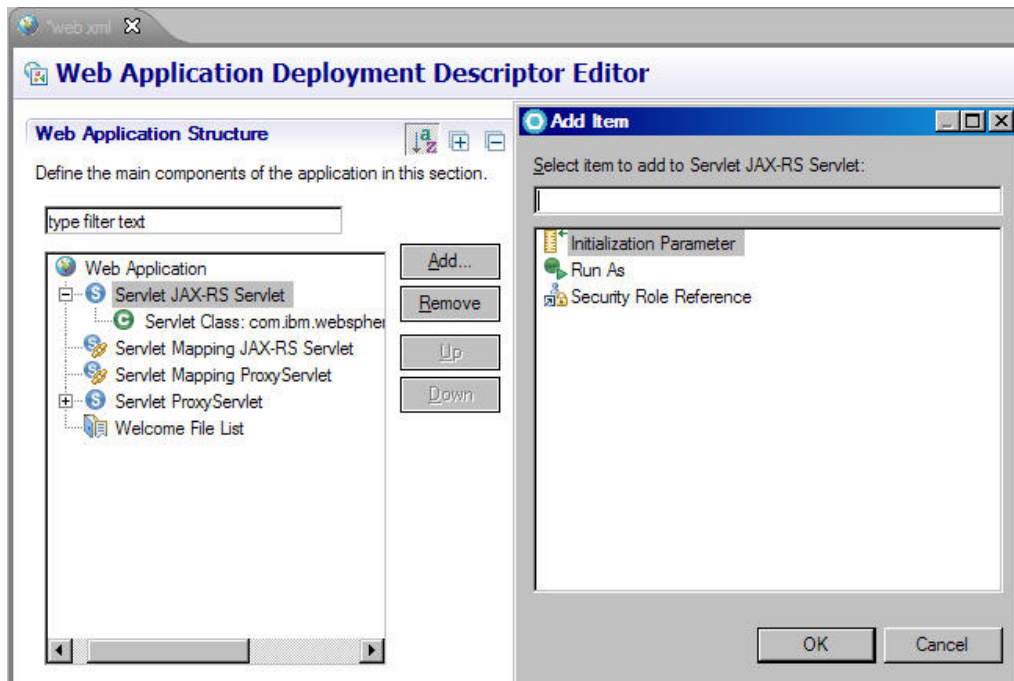 *web.xml
Web Application Deployment Descriptor Editor
Web Application Structure
Define the main components of the application in this section.
type filter text
Web Application
Servlet JAX-RS Servlet
Servlet Class: com.ibm.webspher
Servlet Mapping JAX-RS Servlet
Servlet Mapping ProxyServlet
Servlet ProxyServlet
Welcome File List
Add...
Remove
Up
Down
Add Item
Select item to add to Servlet JAX-RS Servlet:
Initialization Parameter
Run As
Security Role Reference
OK
Cancel